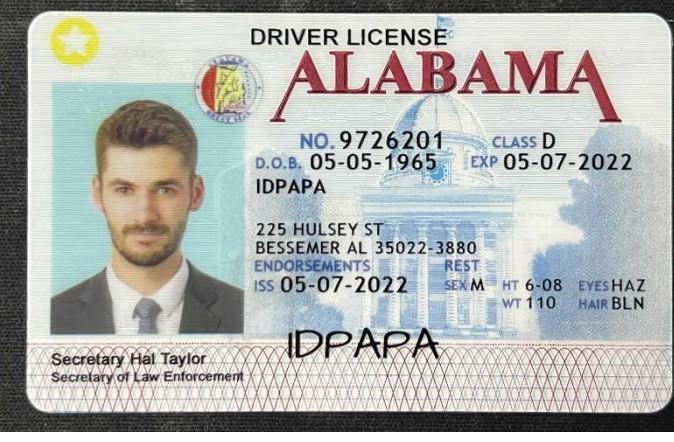 DRIVER LICENSE
ALABAMA
NO. 9726201 CLASS D
D.O.B. 05-05-1965 EXP 05-07-2022
IDPAPA
225 HULSEY ST
BESSEMER AL 35022-3880
ENDORSEMENTS REST
ISS 05-07-2022 SEX M HT 6-08 EYES HAZ
WT 110 HAIR BLN
IDPAPA
Secretary Hal Taylor
Secretary of Law Enforcement